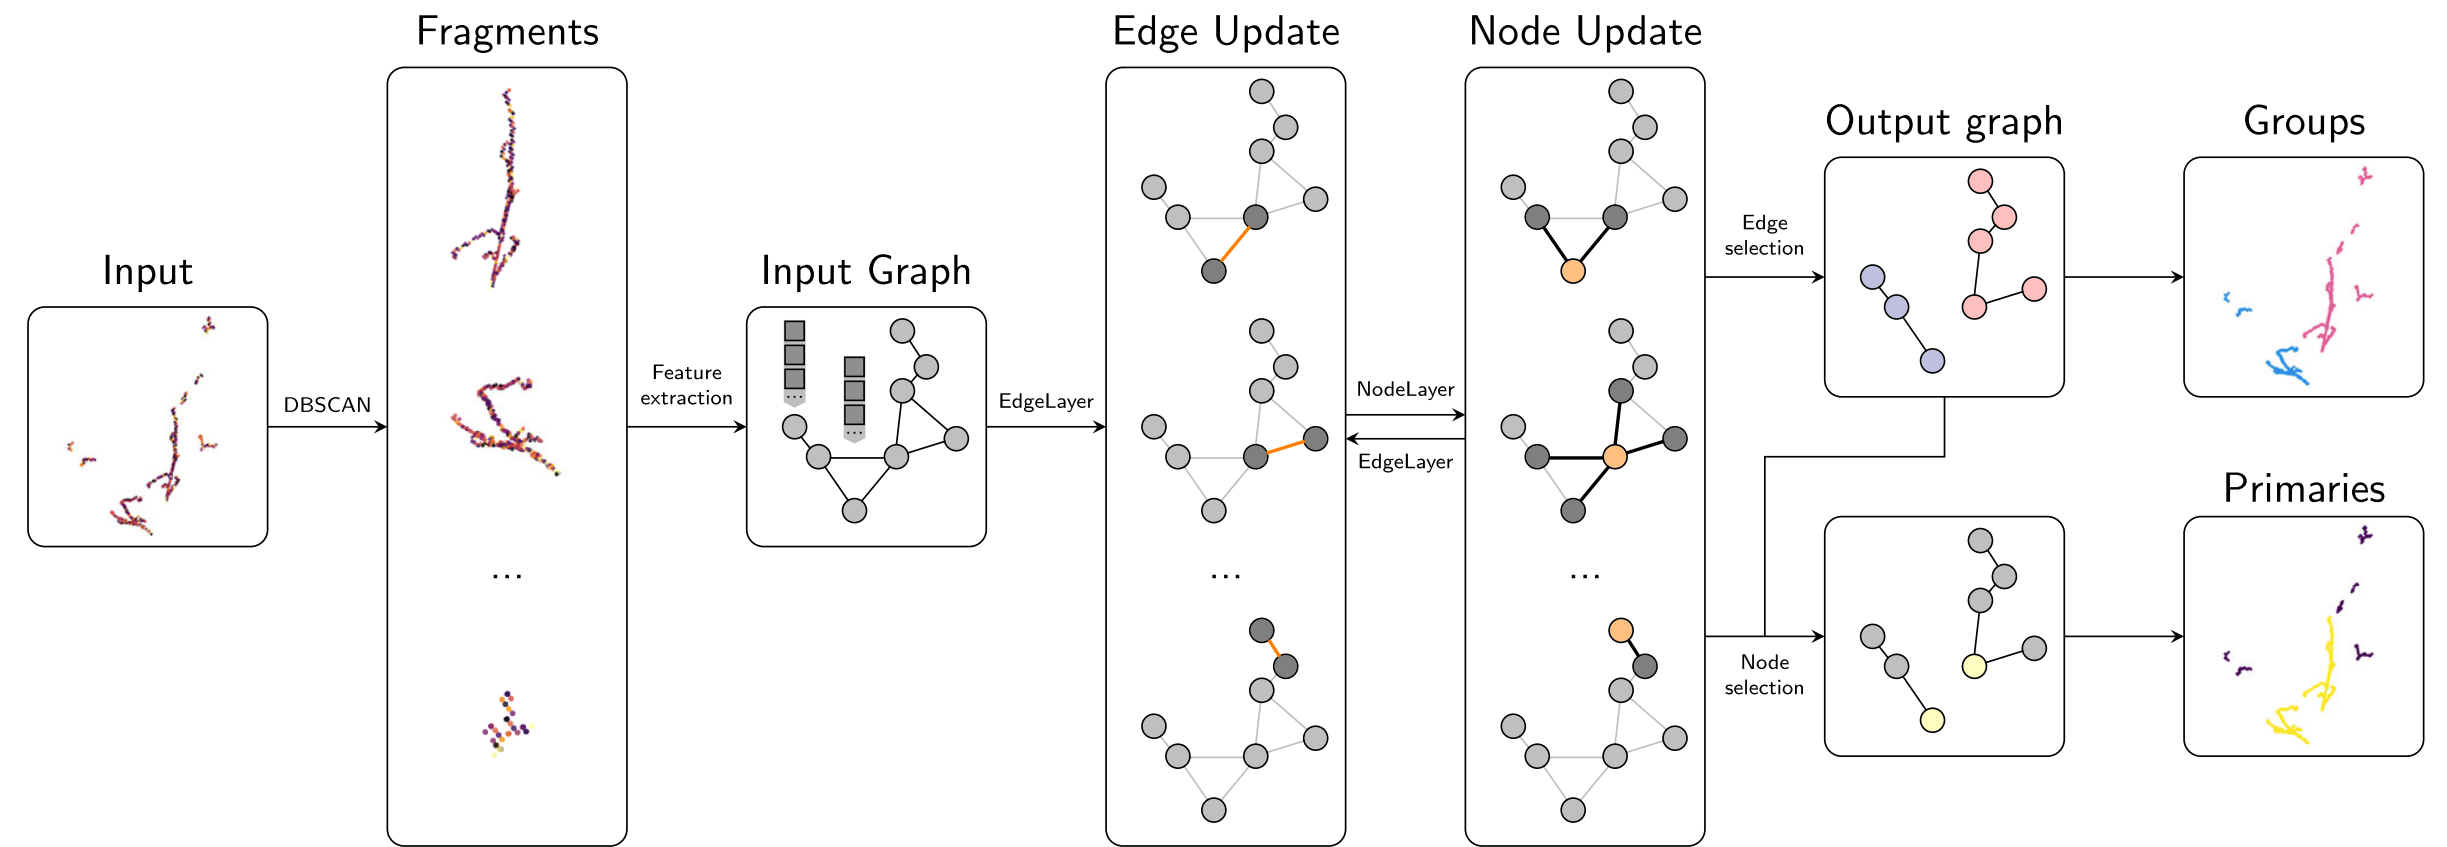 Input
DBSCAN
Fragments
...
Feature
extraction
Input Graph
...
...
EdgeLayer
Edge Update
...
NodeLayer
EdgeLayer
Node Update
...
Edge
selection
Node
selection
Output graph
Groups
Primaries